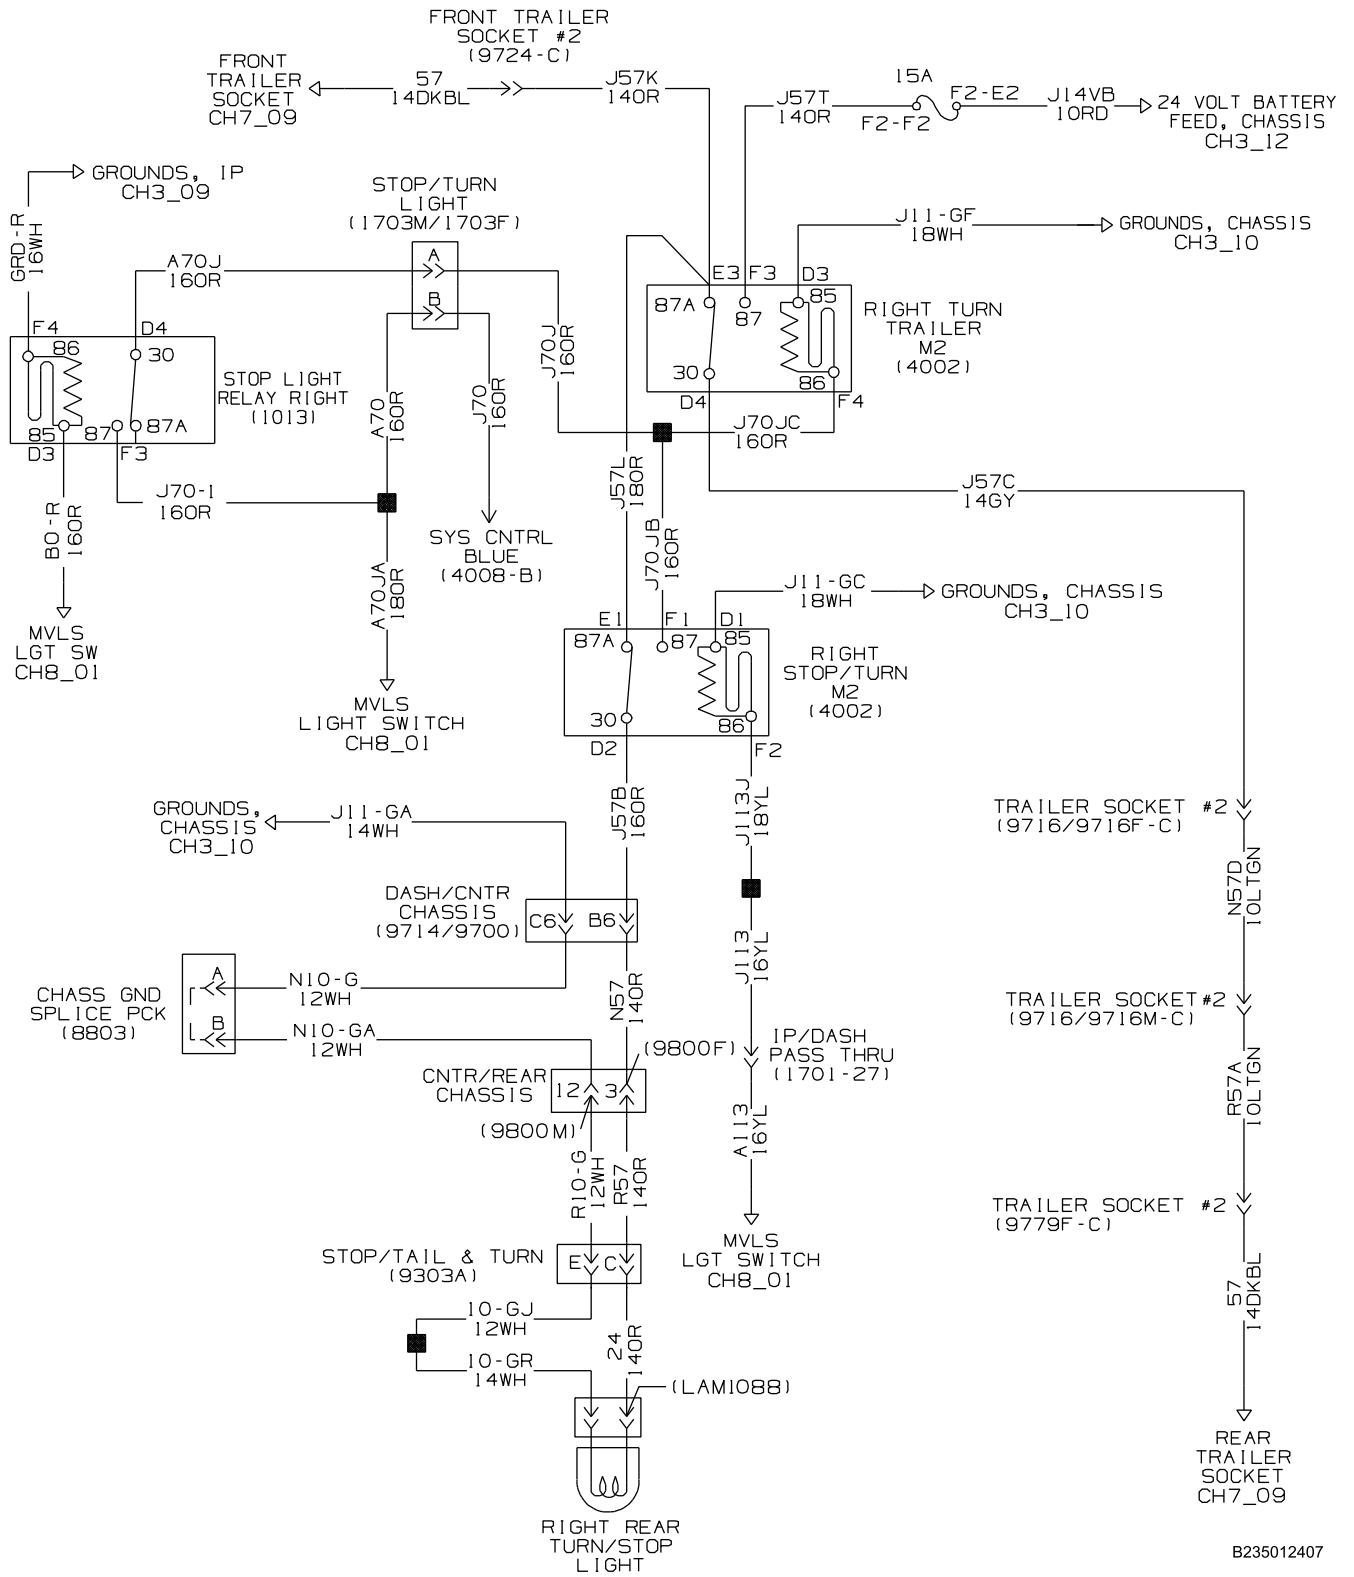 FRONT TRAILER
SOCKET #2
(9724-C)
FRONT
TRAILER
SOCKET
CH7_09
57
14DKBL
J57K
14OR
J57T
14OR
15A
F2-F2
F2-E2
J14VB
10RD
24 VOLT BATTERY
FEED, CHASSIS
CH3_12
GROUNDS, IP
CH3_09
GRD-R
16WH
STOP/TURN
LIGHT
(1703M/1703F)
A
B
A70J
16OR
J11-GF
18WH
GROUNDS, CHASSIS
CH3_10
E3
F3
D3
87A
87
85
30
86
D4
F4
RIGHT TURN
TRAILER
M2
(4002)
F4
D4
86
30
85
87
87A
D3
F3
STOP LIGHT
RELAY RIGHT
(1013)
A70
16OR
J70
16OR
J70J
16OR
J70JC
16OR
J57L
18OR
J57C
14GY
J70-1
16OR
BO-R
16OR
MVLS
LGT SW
CH8_01
A70JA
18OR
MVLS
LIGHT SWITCH
CH8_01
SYS CNTRL
BLUE
(4008-B)
J70JB
16OR
J11-GC
18WH
GROUNDS, CHASSIS
CH3_10
E1
F1
D1
87A
87
85
30
86
D2
F2
RIGHT
STOP/TURN
M2
(4002)
J57B
16OR
J113J
18YL
GROUNDS,
CHASSIS
CH3_10
J11-GA
14WH
TRAILER SOCKET #2
(9716/9716F-C)
N57D
10LTGN
DASH/CNTR
CHASSIS
(9714/9700)
C6
B6
J113
16YL
CHASS GND
SPLICE PCK
(8803)
A
B
N10-G
12WH
N10-GA
12WH
N57
14OR
TRAILER SOCKET#2
(9716/9716M-C)
IP/DASH
PASS THRU
(1701-27)
(9800F)
CNTR/REAR
CHASSIS
12
3
(9800M)
R57A
10LTGN
A113
16YL
R10-G
12WH
R57
14OR
TRAILER SOCKET #2
(9779F-C)
MVLS
LGT SWITCH
CH8_01
STOP/TAIL & TURN
(9303A)
E
C
57
14DKBL
10-GJ
12WH
24
14OR
10-GR
14WH
(LAM1088)
REAR
TRAILER
SOCKET
CH7_09
RIGHT REAR
TURN/STOP
LIGHT
B235012407